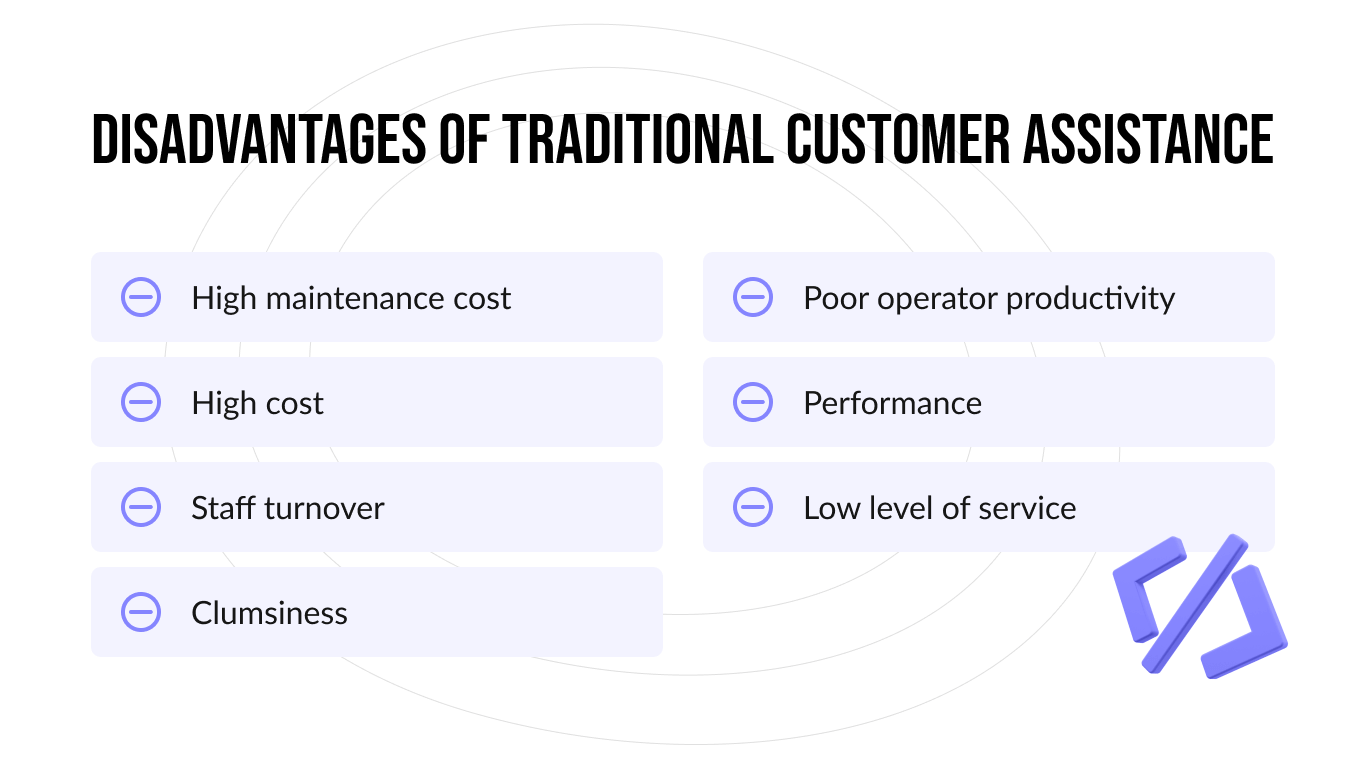 DISADVANTAGES OF TRADITIONAL CUSTOMER ASSISTANCE
High maintenance cost
High cost
Staff turnover
Clumsiness
Poor operator productivity
Performance
Low level of service